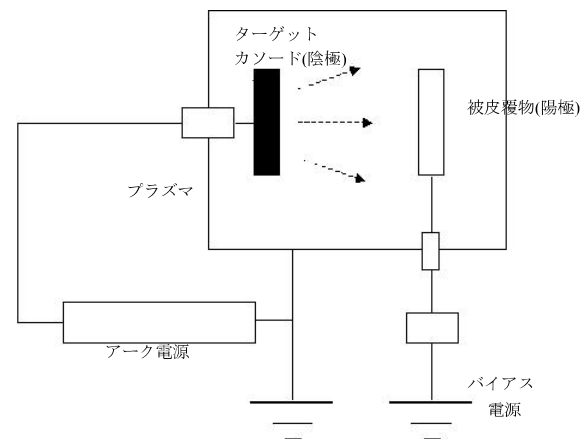 ターゲット
カソード(陰極)
被皮覆物(陽極)
プラズマ
アーク電源
バイアス
電源